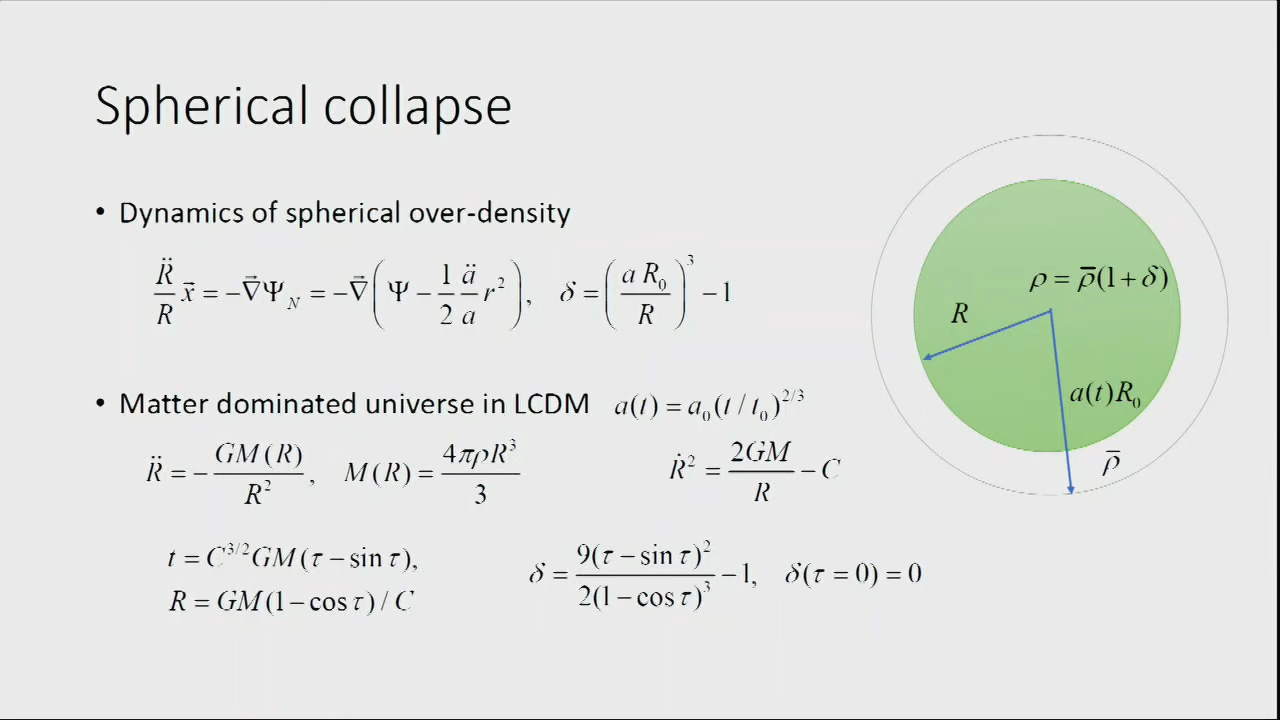 Spherical collapse
• Dynamics of spherical over-density
R̈/R x⃗ = −∇⃗Ψ_N = −∇⃗(Ψ − 1/2 ä/a r²), δ = (a R₀/R)³ − 1
ρ = ρ̄(1+δ)
R
a(t)R₀
ρ̄
• Matter dominated universe in LCDM a(t) = a₀(t/t₀)^{2/3}
R̈ = −GM(R)/R², M(R) = 4πρR³/3 Ṙ² = 2GM/R − C
t = C^{3/2}GM(τ − sin τ),
R = GM(1 − cos τ)/C
δ = 9(τ − sin τ)²/2(1 − cos τ)³ − 1, δ(τ = 0) = 0